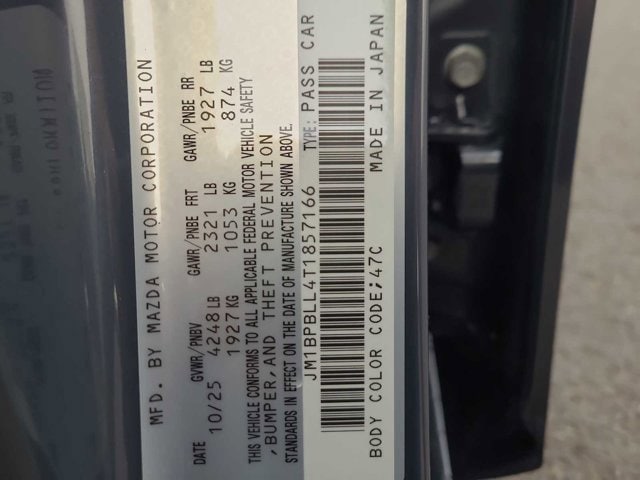 MFD. BY MAZDA MOTOR CORPORATION
DATE GVWR/PNBV GAWR/PNBE FRT GAWR/PNBE RR
10/25 4248 LB 2321 LB 1927 LB
1927 KG 1053 KG 874 KG
THIS VEHICLE CONFORMS TO ALL APPLICABLE FEDERAL MOTOR VEHICLE SAFETY
, BUMPER, AND THEFT PREVENTION
STANDARDS IN EFFECT ON THE DATE OF MANUFACTURE SHOWN ABOVE.
JM1BPBLL4T1857166 TYPE: PASS CAR
BODY COLOR CODE;47C MADE IN JAPAN